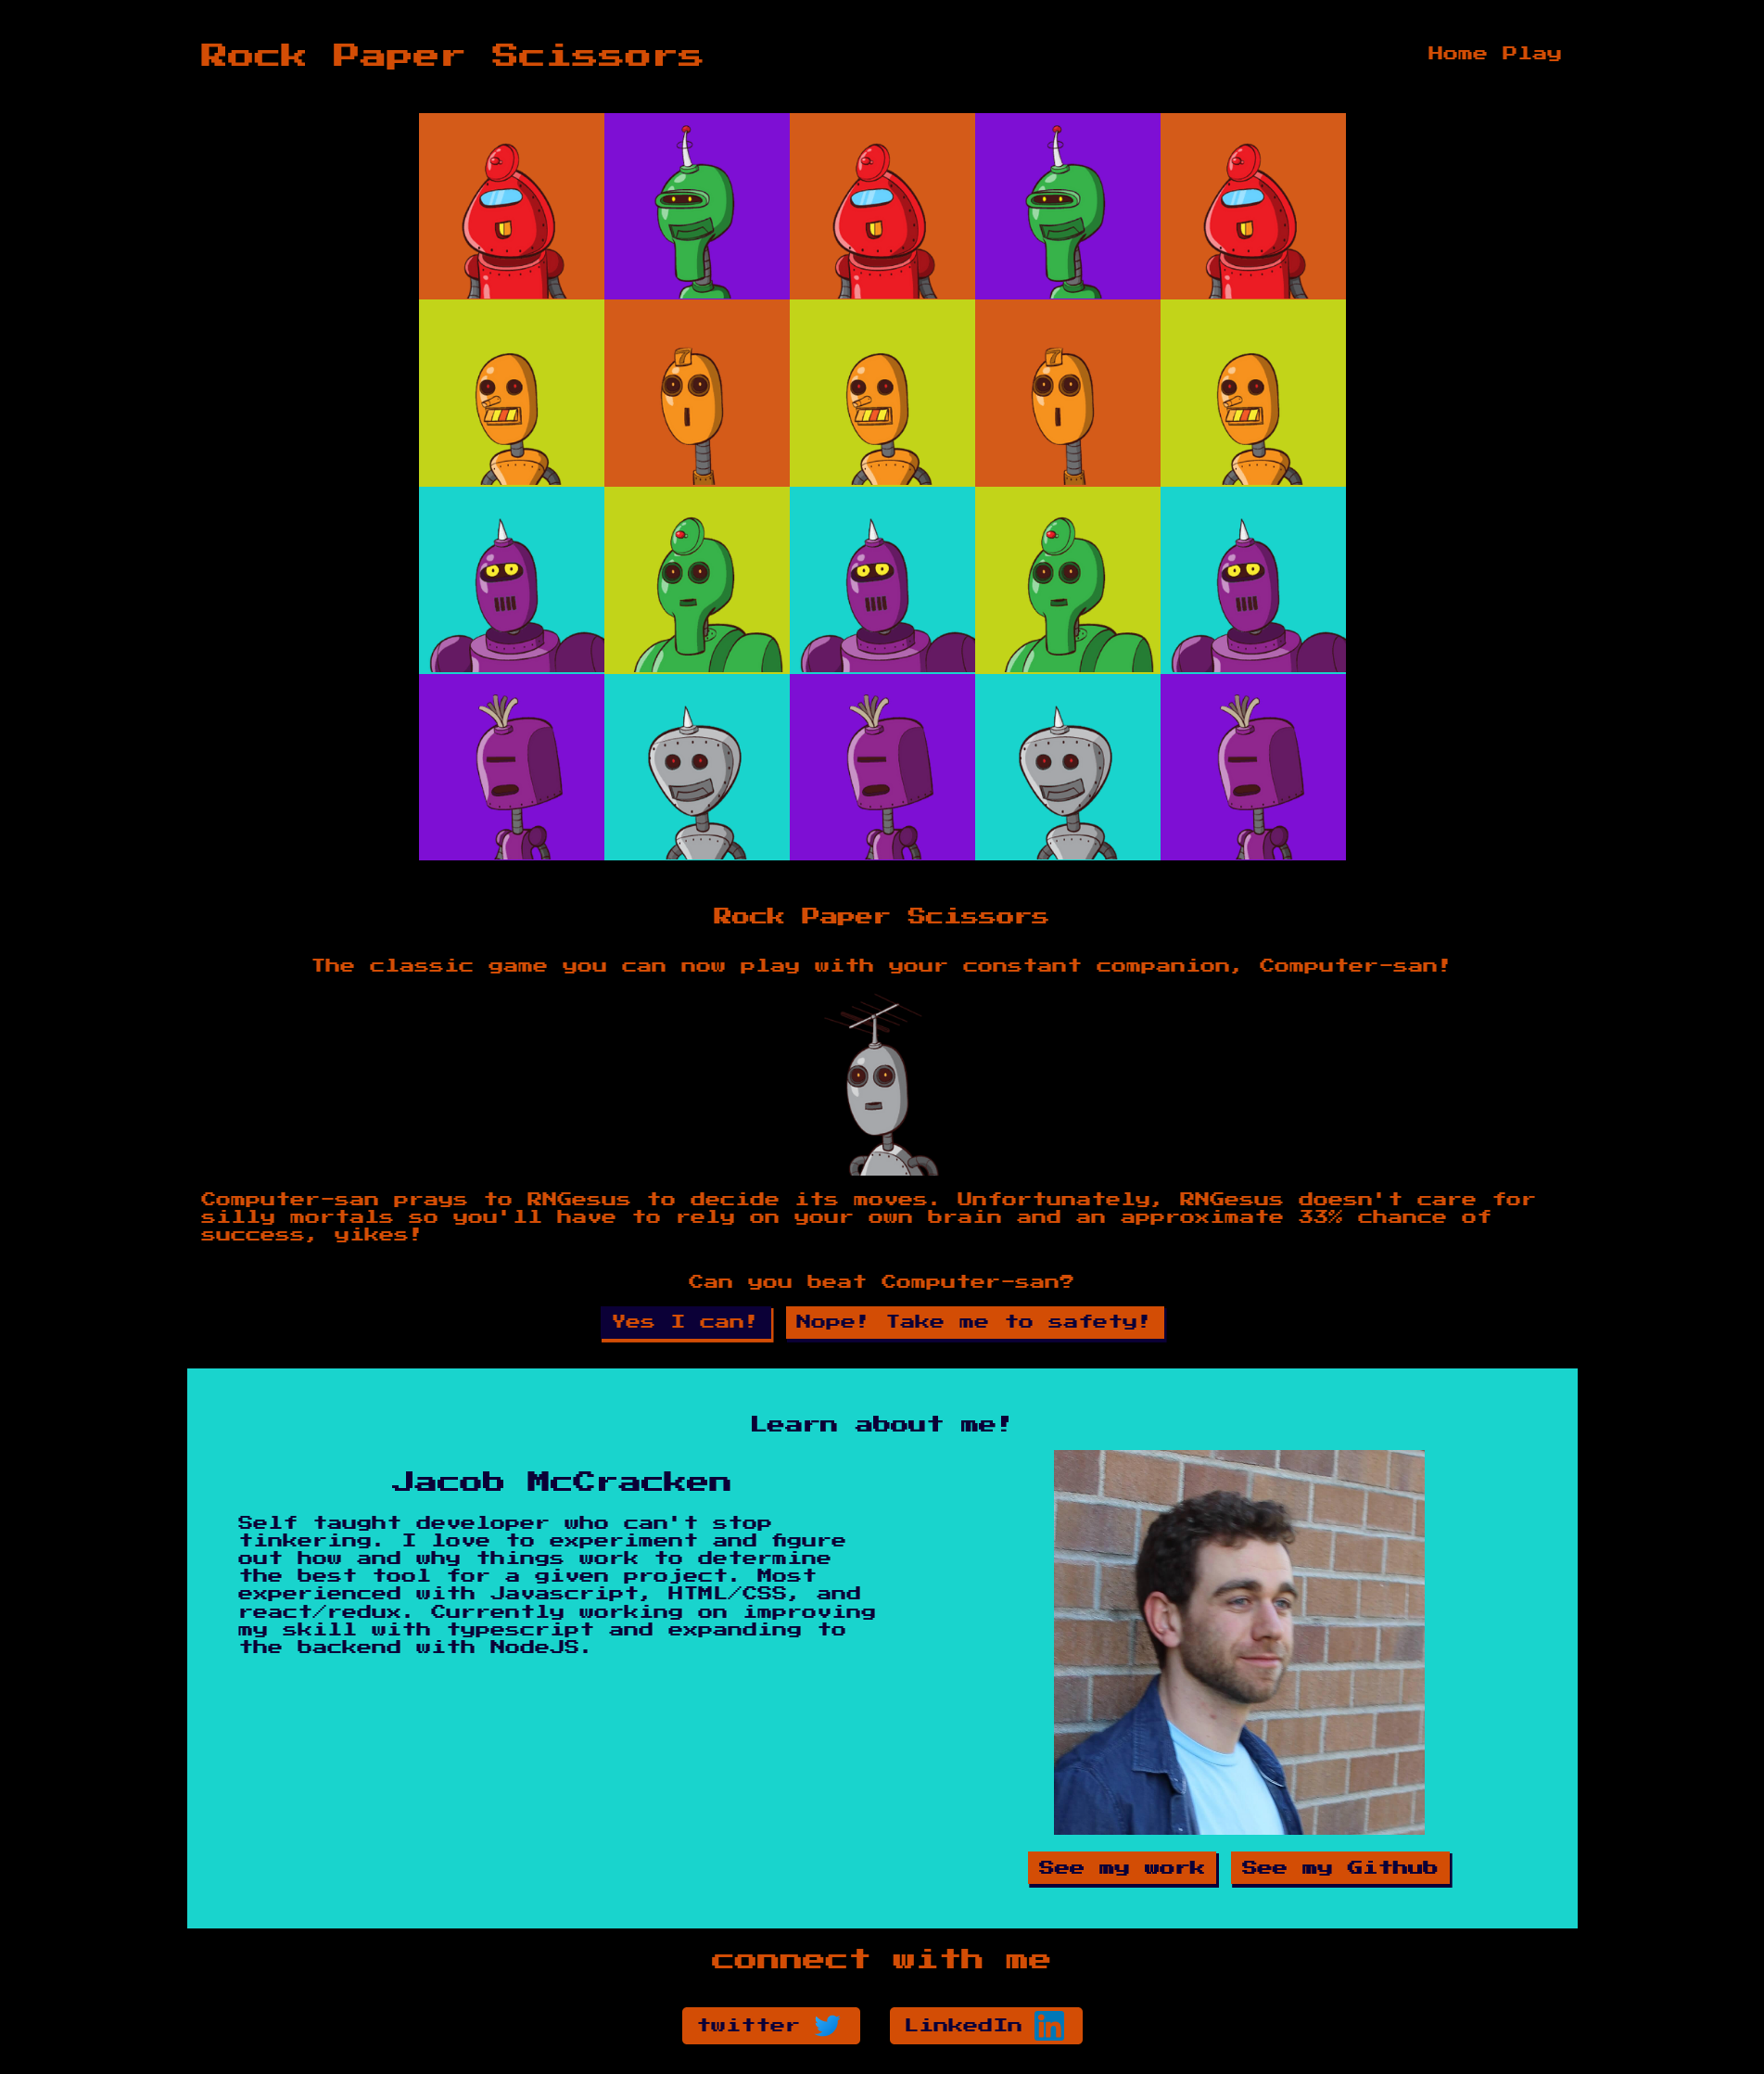 Rock Paper Scissors
Home Play
7
7
Rock Paper Scissors
The classic game you can now play with your constant companion, Computer-san!
Computer-san prays to RNGesus to decide its moves. Unfortunately, RNGesus doesn't care for
silly mortals so you'll have to rely on your own brain and an approximate 33% chance of
success, yikes!
Can you beat Computer-san?
Yes I can!
Nope! Take me to safety!
Learn about me!
Jacob McCracken
Self taught developer who can't stop
tinkering. I love to experiment and figure
out how and why things work to determine
the best tool for a given project. Most
experienced with Javascript, HTML/CSS, and
react/redux. Currently working on improving
my skill with typescript and expanding to
the backend with NodeJS.
See my work
See my Github
connect with me
twitter
LinkedIn
in